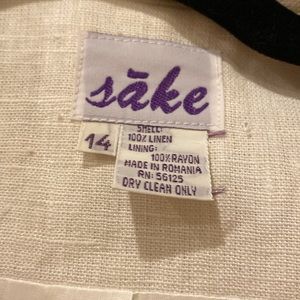 sāke
14
SHELL:
100% LINEN
LINING:
100% RAYON
MADE IN ROMANIA
RN: 56125
DRY CLEAN ONLY